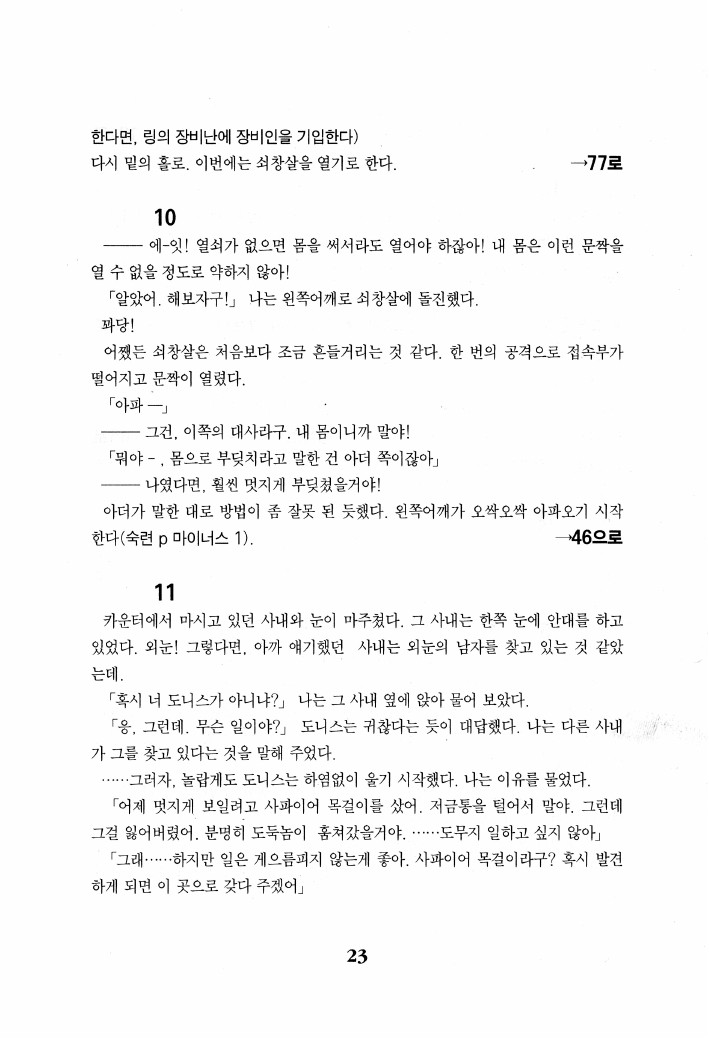 한다면, 링의 장비난에 장비인을 기입한다)
다시 밑의 홀로. 이번에는 쇠창살을 열기로 한다. →77로
10
── 에-잇! 열쇠가 없으면 몸을 써서라도 열어야 하잖아! 내 몸은 이런 문짝을
열 수 없을 정도로 약하지 않아!
「알았어. 해보자구!」 나는 왼쪽어깨로 쇠창살에 돌진했다.
꽈당!
어쨌든 쇠창살은 처음보다 조금 흔들거리는 것 같다. 한 번의 공격으로 접속부가
떨어지고 문짝이 열렸다.
「아파 ─」
── 그건, 이쪽의 대사라구. 내 몸이니까 말야!
「뭐야 - , 몸으로 부딪치라고 말한 건 아더 쪽이잖아」
── 나였다면, 훨씬 멋지게 부딪쳤을거야!
아더가 말한 대로 방법이 좀 잘못 된 듯했다. 왼쪽어깨가 오싹오싹 아파오기 시작
한다(숙련 p 마이너스 1). →46으로
11
카운터에서 마시고 있던 사내와 눈이 마주쳤다. 그 사내는 한쪽 눈에 안대를 하고
있었다. 외눈! 그렇다면, 아까 얘기했던 사내는 외눈의 남자를 찾고 있는 것 같았
는데.
「혹시 너 도니스가 아니냐?」 나는 그 사내 옆에 앉아 물어 보았다.
「응, 그런데. 무슨 일이야?」 도니스는 귀찮다는 듯이 대답했다. 나는 다른 사내
가 그를 찾고 있다는 것을 말해 주었다.
……그러자, 놀랍게도 도니스는 하염없이 울기 시작했다. 나는 이유를 물었다.
「어제 멋지게 보일려고 사파이어 목걸이를 샀어. 저금통을 털어서 말야. 그런데
그걸 잃어버렸어. 분명히 도둑놈이 훔쳐갔을거야. ……도무지 일하고 싶지 않아」
「그래……하지만 일은 게으름피지 않는게 좋아. 사파이어 목걸이라구? 혹시 발견
하게 되면 이 곳으로 갖다 주겠어」
23